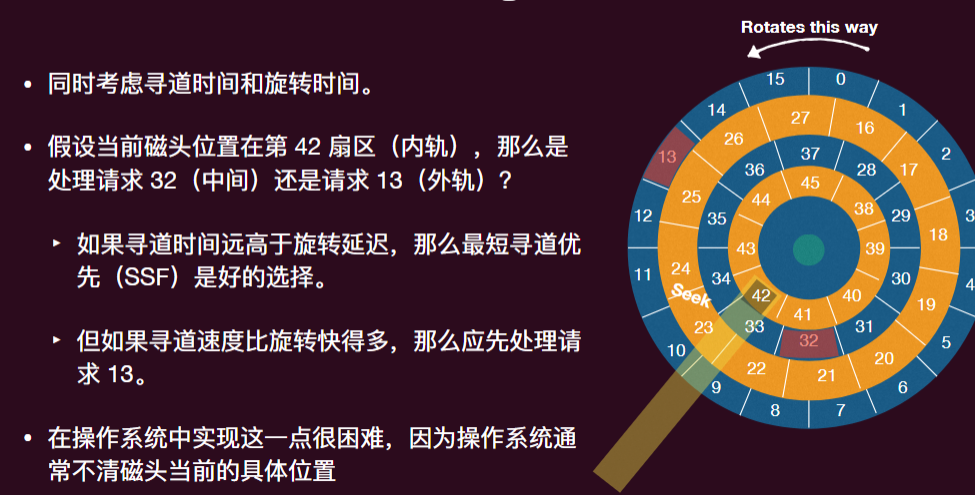 Rotates this way
• 同时考虑寻道时间和旋转时间。
• 假设当前磁头位置在第 42 扇区（内轨），那么是
处理请求 32（中间）还是请求 13（外轨）？
‣ 如果寻道时间远高于旋转延迟，那么最短寻道优
先（SSF）是好的选择。
‣ 但如果寻道速度比旋转快得多，那么应先处理请
求 13。
• 在操作系统中实现这一点很困难，因为操作系统通
常不清磁头当前的具体位置
15 0
14 1
27
26 16
13 2
37
36 28 17
45
25 44 38
12 35 29 3
43 39 18
24 34 30
11 4
Seek
42 40
41 19
23 33 31
32 5
10
22 21 20
9 6
8 7